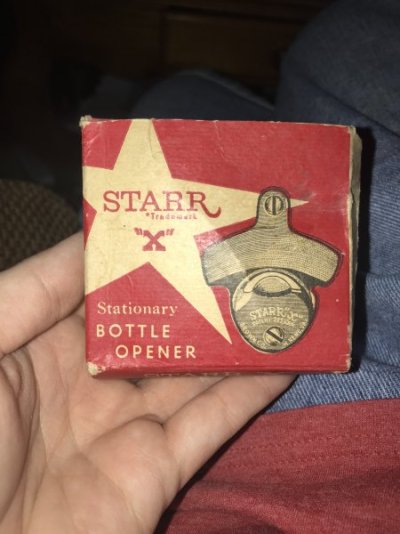 STARR
"Trademark
"X"
Stationary
BOTTLE
OPENER
STARR "X"